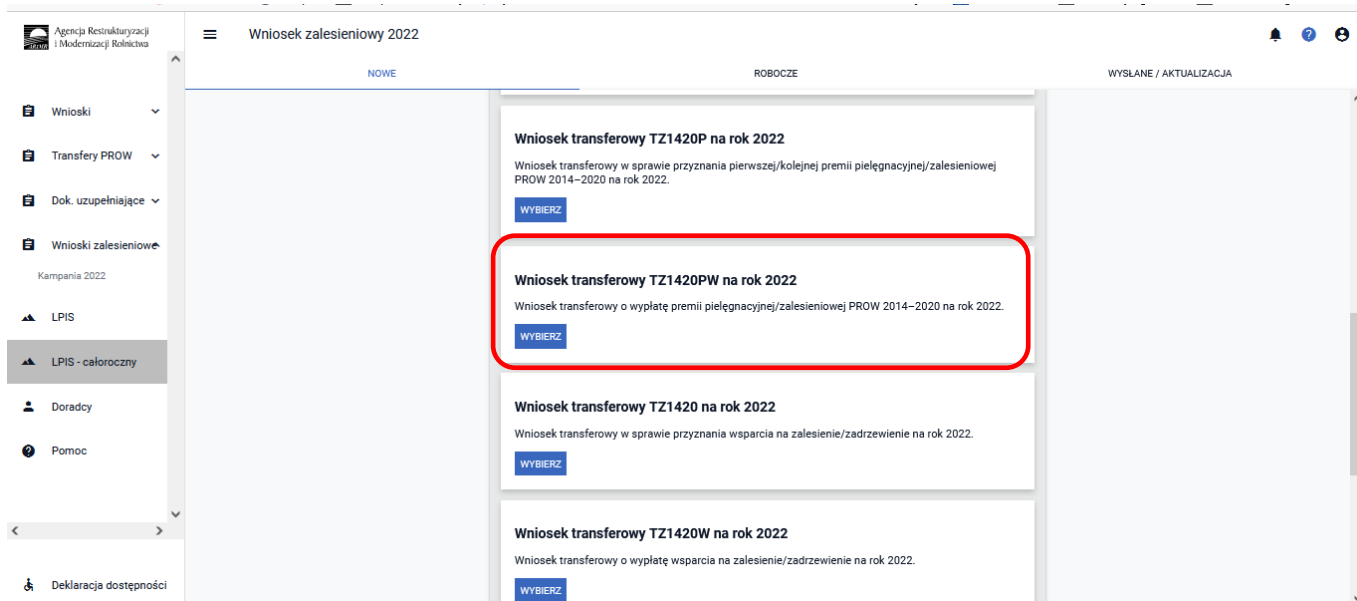 Agencja Restrukturyzacji
i Modernizacji Rolnictwa
Wniosek zalesieniowy 2022
NOWE
ROBOCZE
WYSŁANE / AKTUALIZACJA
Wnioski
Transfery PROW
Dok. uzupełniające
Wnioski zalesieniowe
Kampania 2022
LPIS
LPIS - całoroczny
Doradcy
Pomoc
Deklaracja dostępności
Wniosek transferowy TZ1420P na rok 2022
Wniosek transferowy w sprawie przyznania pierwszej/kolejnej premii pielęgnacyjnej/zalesieniowej
PROW 2014–2020 na rok 2022.
WYBIERZ
Wniosek transferowy TZ1420PW na rok 2022
Wniosek transferowy o wypłatę premii pielęgnacyjnej/zalesieniowej PROW 2014–2020 na rok 2022.
WYBIERZ
Wniosek transferowy TZ1420 na rok 2022
Wniosek transferowy w sprawie przyznania wsparcia na zalesienie/zadrzewienie na rok 2022.
WYBIERZ
Wniosek transferowy TZ1420W na rok 2022
Wniosek transferowy o wypłatę wsparcia na zalesienie/zadrzewienie na rok 2022.
WYBIERZ